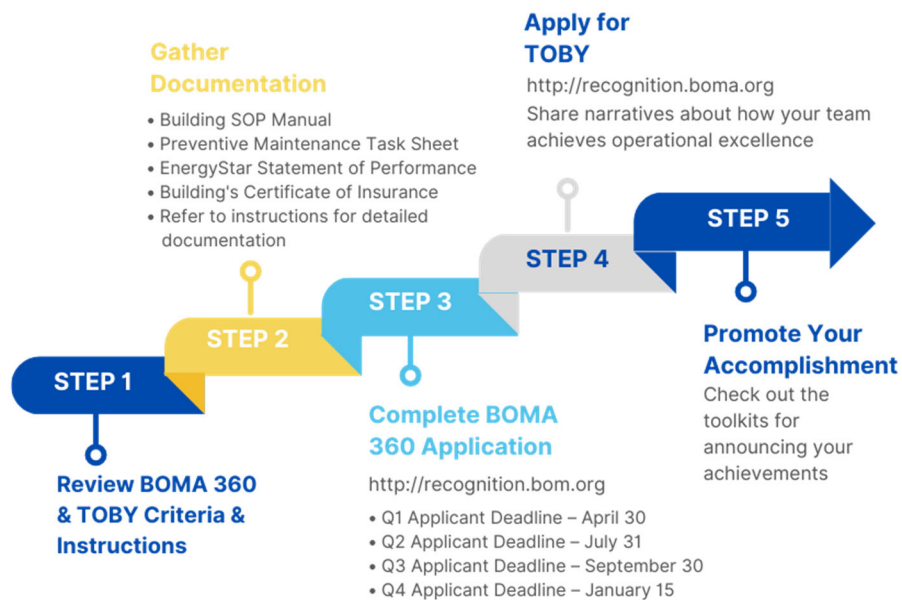 STEP 1
Review BOMA 360
& TOBY Criteria &
Instructions
Gather
Documentation
• Building SOP Manual
• Preventive Maintenance Task Sheet
• EnergyStar Statement of Performance
• Building's Certificate of Insurance
• Refer to instructions for detailed
documentation
STEP 2
STEP 3
Complete BOMA
360 Application
http://recognition.bom.org
• Q1 Applicant Deadline – April 30
• Q2 Applicant Deadline – July 31
• Q3 Applicant Deadline – September 30
• Q4 Applicant Deadline – January 15
Apply for
TOBY
http://recognition.boma.org
Share narratives about how your team
achieves operational excellence
STEP 4
STEP 5
Promote Your
Accomplishment
Check out the
toolkits for
announcing your
achievements